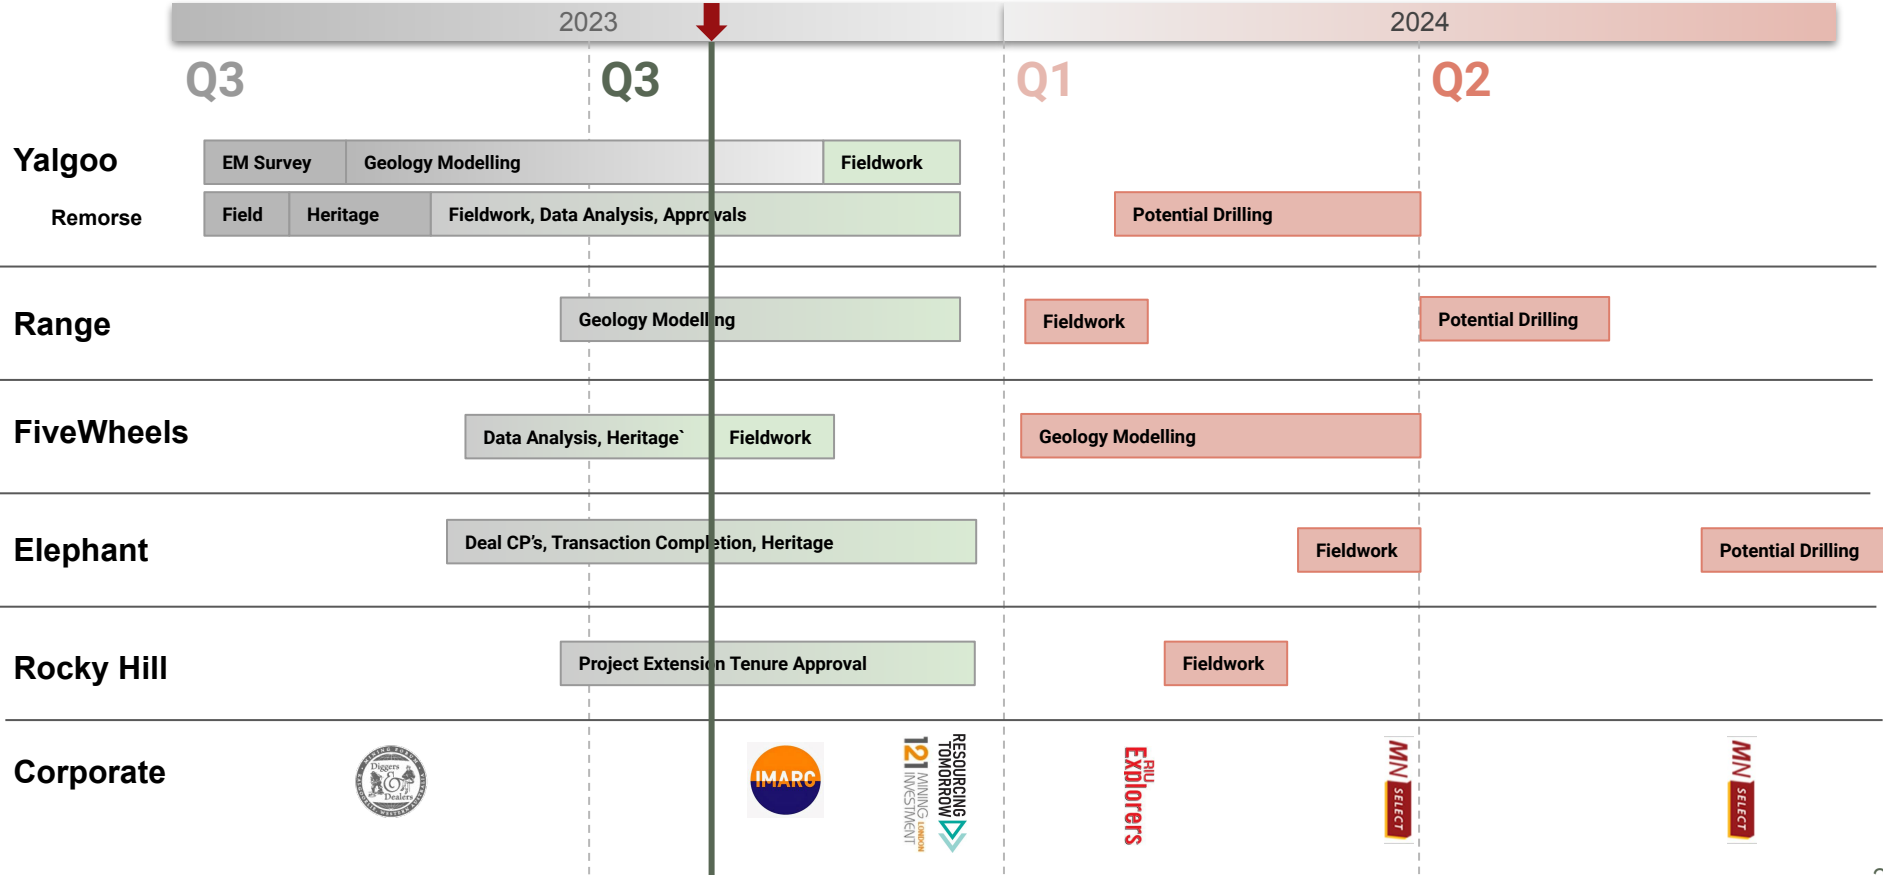 2023
2024
Q3
Q3
Q1
Q2
Yalgoo
EM Survey
Geology Modelling
Fieldwork
Remorse
Field
Heritage
Fieldwork, Data Analysis, Approvals
Potential Drilling
Range
Geology Modelling
Fieldwork
Potential Drilling
FiveWheels
Data Analysis, Heritage`
Fieldwork
Geology Modelling
Elephant
Deal CP's, Transaction Completion, Heritage
Fieldwork
Potential Drilling
Rocky Hill
Project Extension Tenure Approval
Fieldwork
Corporate
Diggers
&
Dealers
IMARC
121 MINING INVESTMENT LONDON
RESOURCING
TOMORROW
RIU
Explorers
MN SELECT
MN SELECT